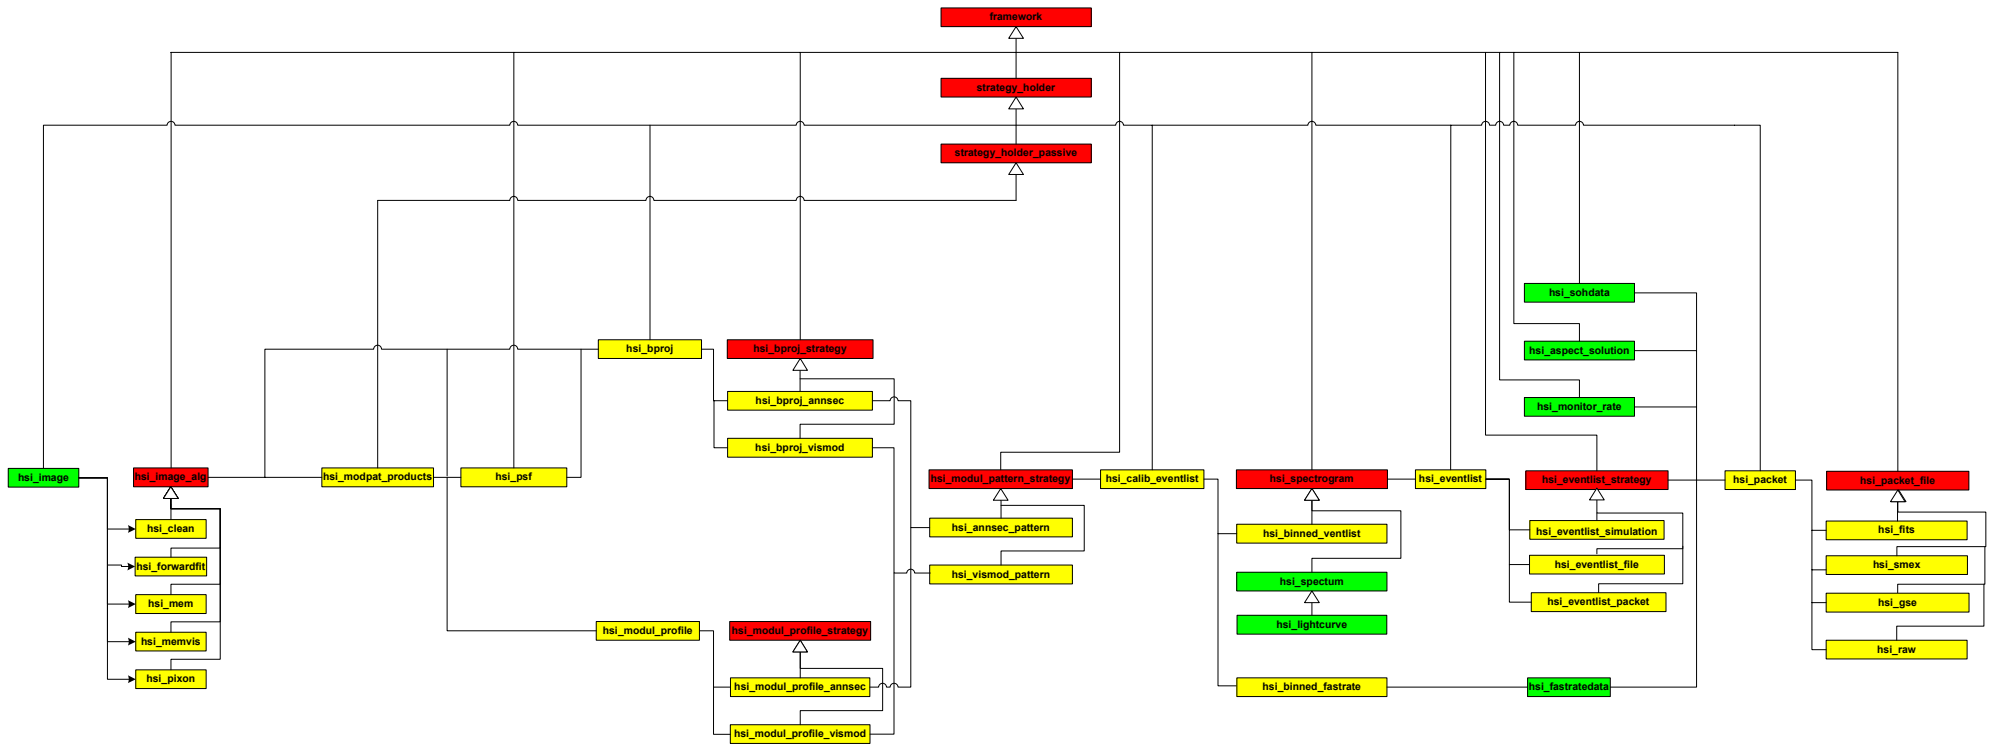 framework
strategy_holder
strategy_holder_passive
hsi_sohdata
hsi_bproj
hsi_bproj_strategy
hsi_aspect_solution
hsi_bproj_annsec
hsi_monitor_rate
hsi_bproj_vismod
hsi_image
hsi_image_alg
hsi_modpat_products
hsi_psf
hsi_modul_pattern_strategy
hsi_calib_eventlist
hsi_spectrogram
hsi_eventlist
hsi_eventlist_strategy
hsi_packet
hsi_packet_file
hsi_clean
hsi_annsec_pattern
hsi_binned_ventlist
hsi_eventlist_simulation
hsi_fits
hsi_forwardfit
hsi_vismod_pattern
hsi_spectum
hsi_eventlist_file
hsi_smex
hsi_mem
hsi_eventlist_packet
hsi_gse
hsi_memvis
hsi_modul_profile
hsi_modul_profile_strategy
hsi_lightcurve
hsi_raw
hsi_pixon
hsi_modul_profile_annsec
hsi_binned_fastrate
hsi_fastratedata
hsi_modul_profile_vismod